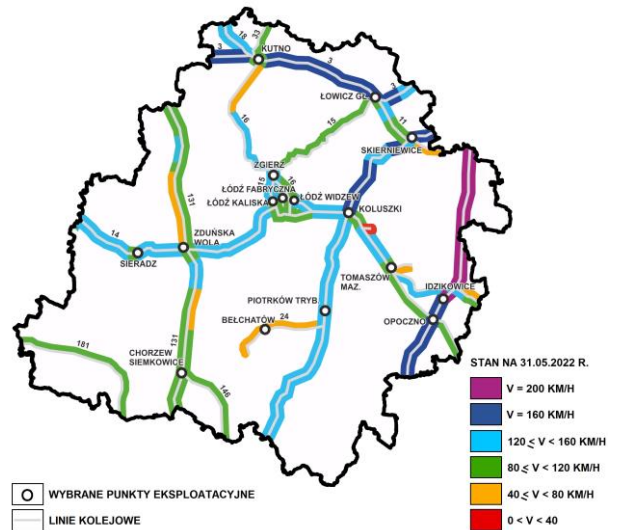 18
33
KUTNO
3
3
3
ŁOWICZ GŁ.
16
15
11
SKIERNIEWICE
ZGIERZ
15
16
ŁÓDŹ FABRYCZNA
ŁÓDŹ WIDZEW
ŁÓDŹ KALISKA
KOLUSZKI
131
14
ZDUŃSKA
WOLA
SIERADZ
TOMASZÓW
MAZ.
IDZIKOWICE
PIOTRKÓW TRYB.
BEŁCHATÓW
24
OPOCZNO
181
131
CHORZEW
SIEMKOWICE
146
STAN NA 31.05.2022 R.
V = 200 KM/H
V = 160 KM/H
120 ≤ V < 160 KM/H
80 ≤ V < 120 KM/H
40 ≤ V < 80 KM/H
0 < V < 40
WYBRANE PUNKTY EKSPLOATACYJNE
LINIE KOLEJOWE